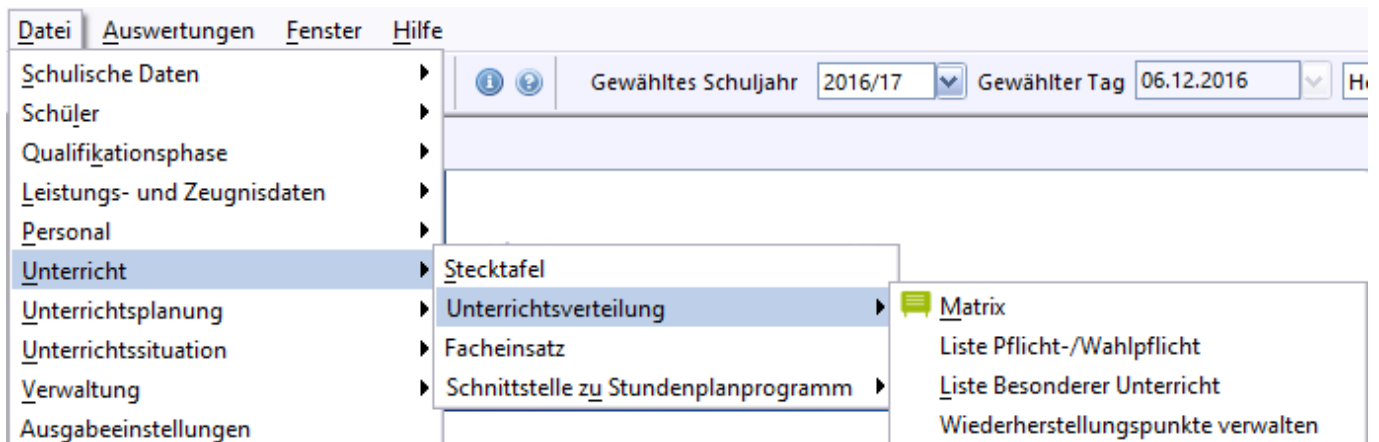 Datei Auswertungen Fenster Hilfe
Gewähltes Schuljahr 2016/17 Gewählter Tag 06.12.2016
Schulische Daten
Schüler
Qualifikationsphase
Leistungs- und Zeugnisdaten
Personal
Unterricht
Unterrichtsplanung
Unterrichtssituation
Verwaltung
Ausgabeeinstellungen
Stecktafel
Unterrichtsverteilung
Facheinsatz
Schnittstelle zu Stundenplanprogramm
Matrix
Liste Pflicht-/Wahlpflicht
Liste Besonderer Unterricht
Wiederherstellungspunkte verwalten